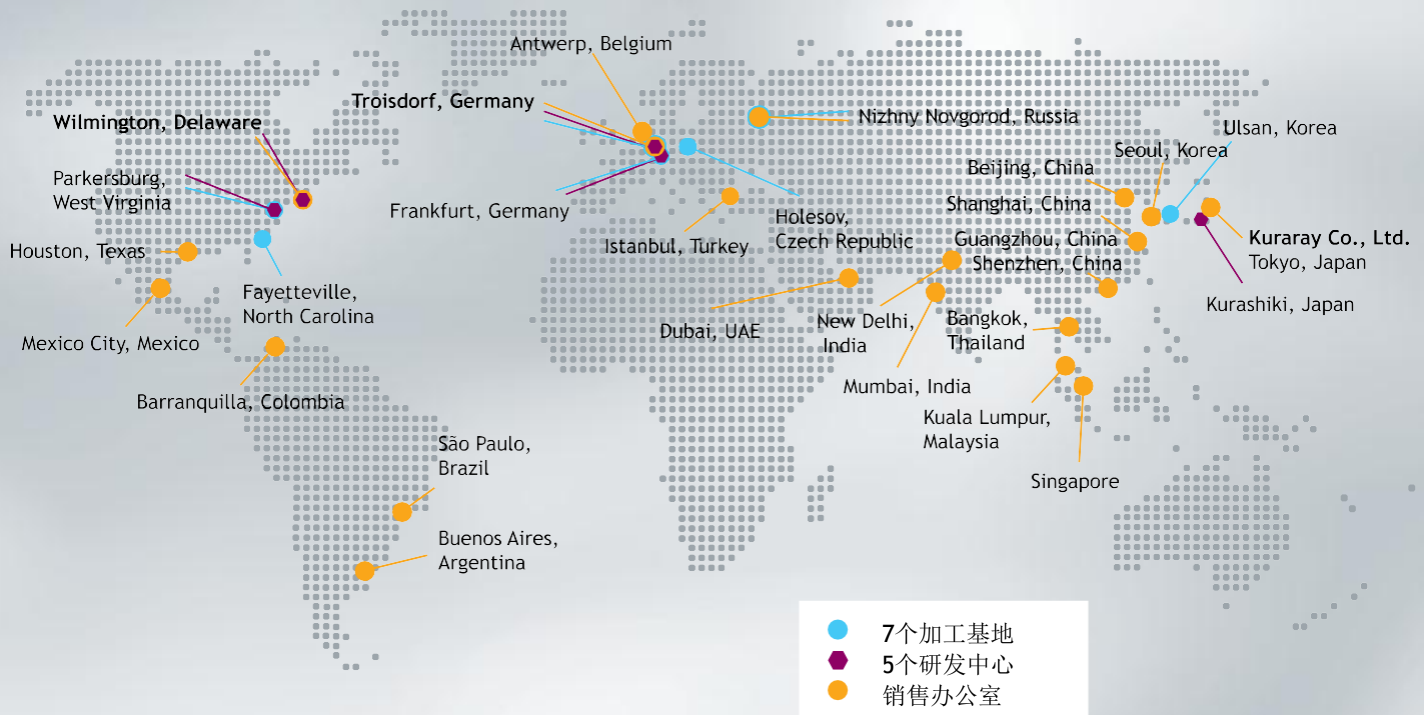 Antwerp, Belgium
Troisdorf, Germany
Wilmington, Delaware
Nizhny Novgorod, Russia
Ulsan, Korea
Seoul, Korea
Beijing, China
Parkersburg,
West Virginia
Frankfurt, Germany
Shanghai, China
Holesov,
Czech Republic
Istanbul, Turkey
Guangzhou, China
Shenzhen, China
Kuraray Co., Ltd.
Tokyo, Japan
Houston, Texas
Fayetteville,
North Carolina
Kurashiki, Japan
Mexico City, Mexico
Dubai, UAE
New Delhi,
India
Bangkok,
Thailand
Mumbai, India
Barranquilla, Colombia
Kuala Lumpur,
Malaysia
São Paulo,
Brazil
Singapore
Buenos Aires,
Argentina
7个加工基地
5个研发中心
销售办公室